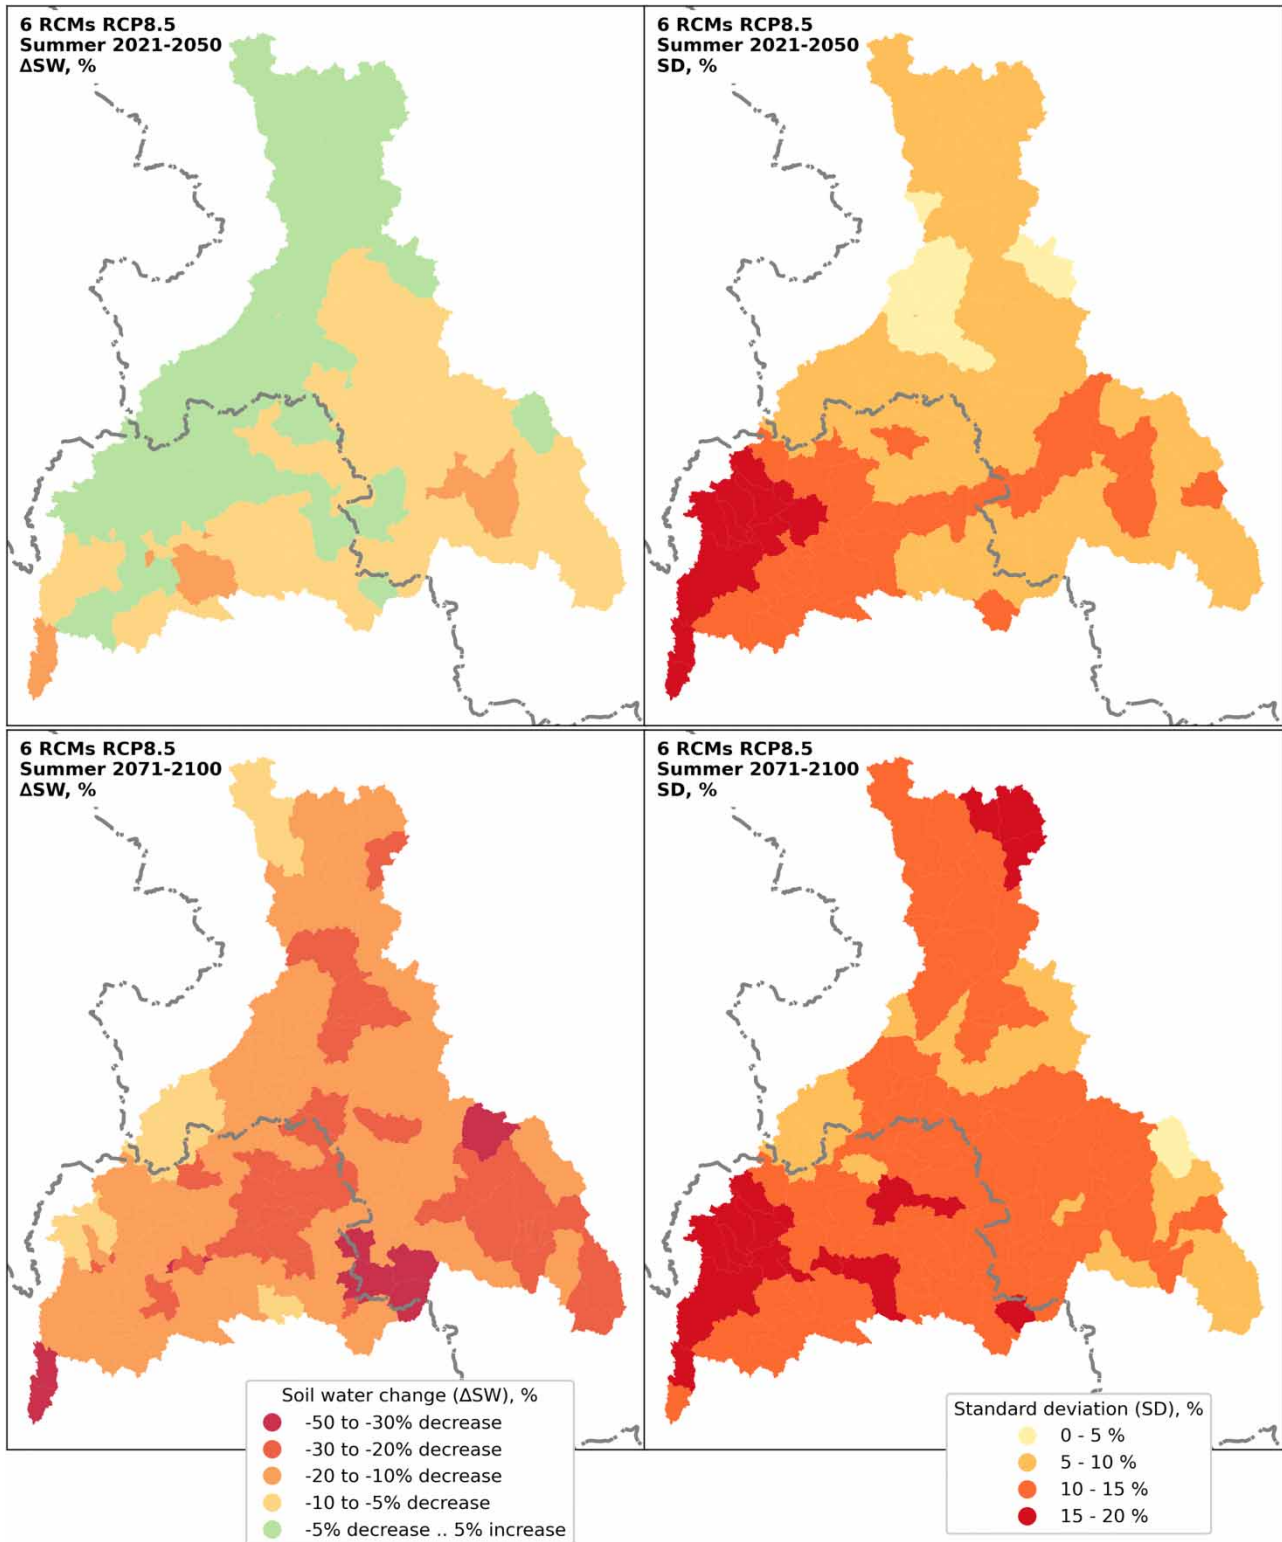 6 RCMs RCP8.5
Summer 2021-2050
ΔSW, %
6 RCMs RCP8.5
Summer 2021-2050
SD, %
6 RCMs RCP8.5
Summer 2071-2100
ΔSW, %
6 RCMs RCP8.5
Summer 2071-2100
SD, %
Soil water change (ΔSW), %
-50 to -30% decrease
-30 to -20% decrease
-20 to -10% decrease
-10 to -5% decrease
-5% decrease .. 5% increase
Standard deviation (SD), %
0 - 5 %
5 - 10 %
10 - 15 %
15 - 20 %